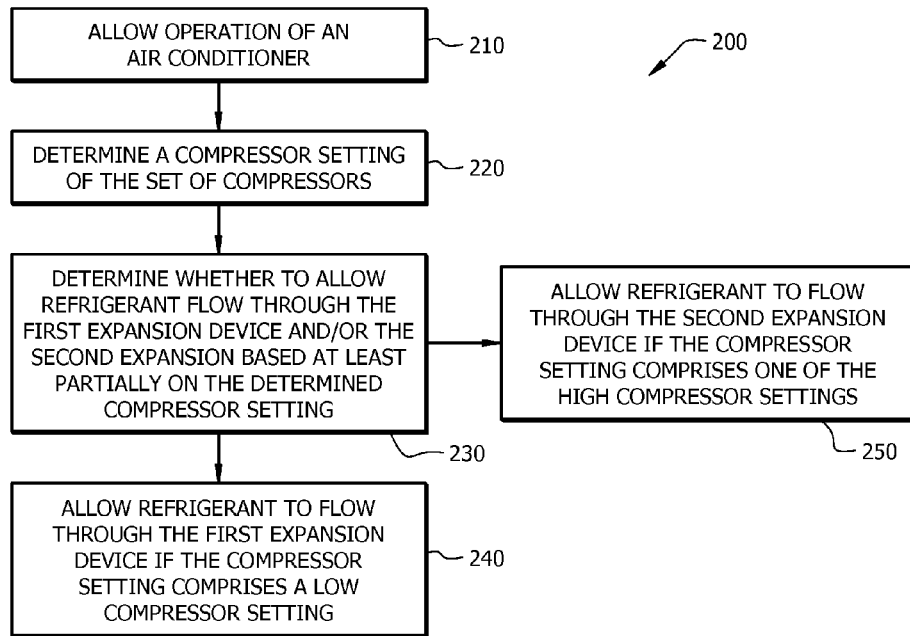 ALLOW OPERATION OF AN
AIR CONDITIONER
210
200
DETERMINE A COMPRESSOR SETTING
OF THE SET OF COMPRESSORS
220
DETERMINE WHETHER TO ALLOW
REFRIGERANT FLOW THROUGH THE
FIRST EXPANSION DEVICE AND/OR THE
SECOND EXPANSION BASED AT LEAST
PARTIALLY ON THE DETERMINED
COMPRESSOR SETTING
230
ALLOW REFRIGERANT TO FLOW
THROUGH THE SECOND EXPANSION
DEVICE IF THE COMPRESSOR
SETTING COMPRISES ONE OF THE
HIGH COMPRESSOR SETTINGS
250
ALLOW REFRIGERANT TO FLOW
THROUGH THE FIRST EXPANSION
DEVICE IF THE COMPRESSOR
SETTING COMPRISES A LOW
COMPRESSOR SETTING
240